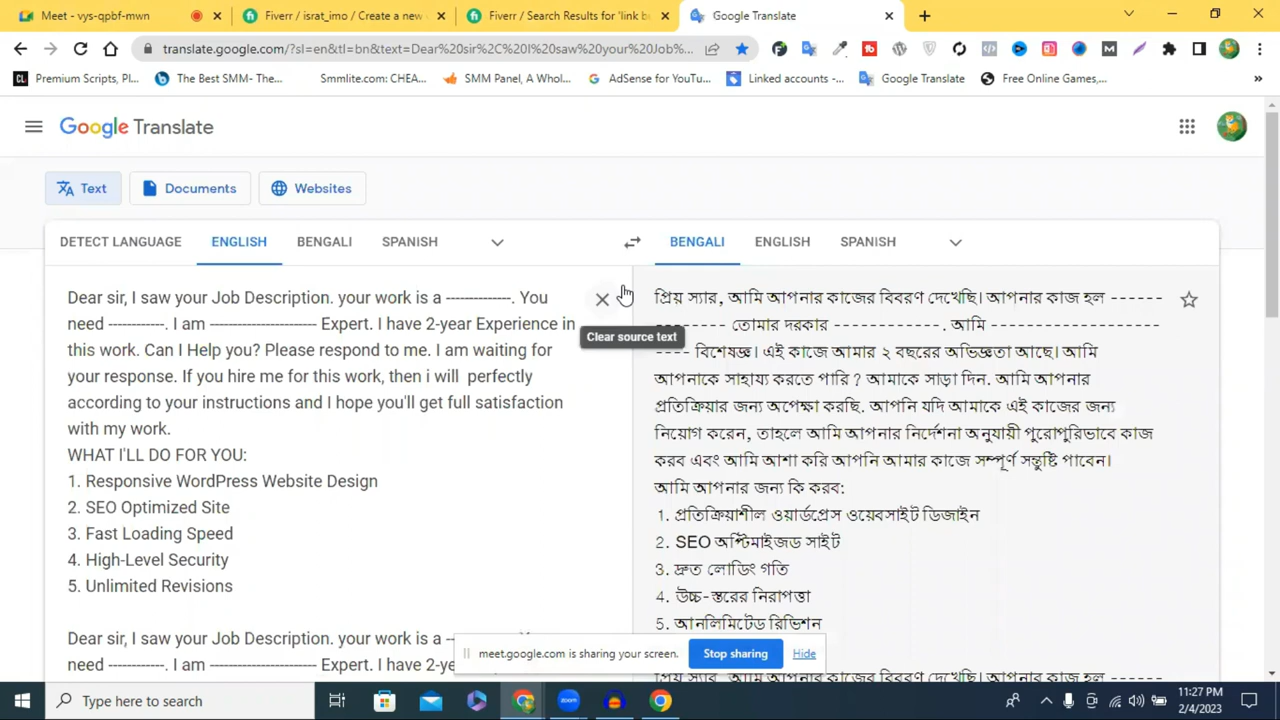 Meet - vys-qpbf-mwn
Fiverr / israt_imo / Create a new
Fiverr / Search Results for 'link bu
Google Translate
translate.google.com/?sl=en&tl=bn&text=Dear%20sir%2C%20I%20saw%20your%20Job%...
Premium Scripts, Pl...
The Best SMM- The...
Smmlite.com: CHEA...
SMM Panel, A Whol...
AdSense for YouTu...
Linked accounts -...
Google Translate
Free Online Games,...
Google Translate
Text
Documents
Websites
DETECT LANGUAGE
ENGLISH
BENGALI
SPANISH
BENGALI
ENGLISH
SPANISH
Dear sir, I saw your Job Description. your work is a --------------. You
need ------------. I am ----------------------- Expert. I have 2-year Experience in
this work. Can I Help you? Please respond to me. I am waiting for
your response. If you hire me for this work, then i will  perfectly
according to your instructions and I hope you'll get full satisfaction
with my work.
WHAT I'LL DO FOR YOU:
1. Responsive WordPress Website Design
2. SEO Optimized Site
3. Fast Loading Speed
4. High-Level Security
5. Unlimited Revisions
Dear sir, I saw your Job Description. your work is a
need ------------. I am ----------------------- Expert. I have 2-ye
Clear source text
প্রিয় স্যার, আমি আপনার কাজের বিবরণ দেখেছি। আপনার কাজ হল ------
--------- তোমার দরকার ------------. আমি -------------------
---- বিশেষজ্ঞ। এই কাজে আমার ২ বছরের অভিজ্ঞতা আছে। আমি
আপনাকে সাহায্য করতে পারি ? আমাকে সাড়া দিন. আমি আপনার
প্রতিক্রিয়ার জন্য অপেক্ষা করছি. আপনি যদি আমাকে এই কাজের জন্য
নিয়োগ করেন, তাহলে আমি আপনার নির্দেশনা অনুযায়ী পুরোপুরিভাবে কাজ
করব এবং আমি আশা করি আপনি আমার কাজে সম্পূর্ণ সন্তুষ্টি পাবেন।
আমি আপনার জন্য কি করব:
1. প্রতিক্রিয়াশীল ওয়ার্ডপ্রেস ওয়েবসাইট ডিজাইন
2. SEO অপ্টিমাইজড সাইট
3. দ্রুত লোডিং গতি
4. উচ্চ-স্তরের নিরাপত্তা
5. আনলিমিটেড রিভিশন
প্রিয় স্যার, আমি আপনার কাজের বিবরণ দেখেছি। আপনার কাজ হল
meet.google.com is sharing your screen.
Stop sharing
Hide
Type here to search
zoom
11:27 PM
2/4/2023